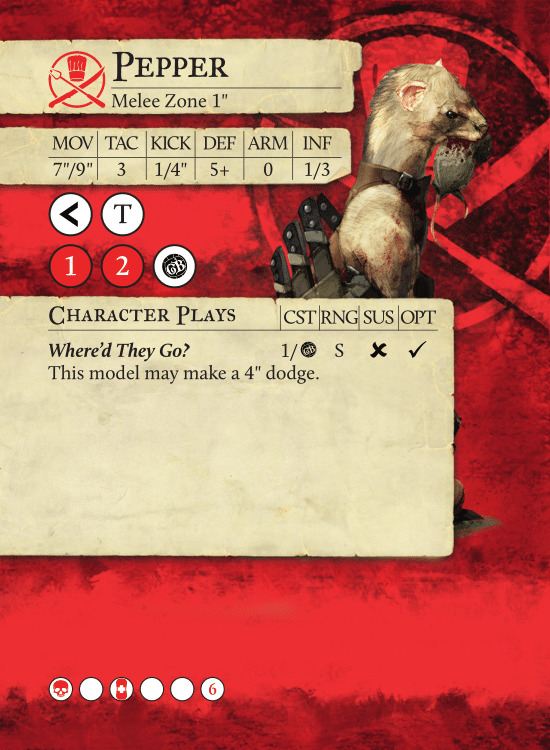 Pepper
Melee Zone 1"
MOV TAC KICK DEF ARM INF
7"/9" 3 1/4" 5+ 0 1/3
< T
1 2 GB
Character Plays CST RNG SUS OPT
Where'd They Go? 1/GB S ✘ ✓
This model may make a 4" dodge.
6